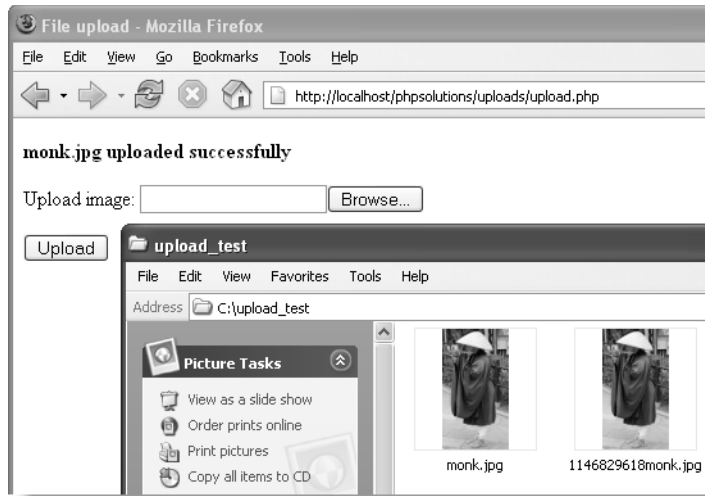 File upload - Mozilla Firefox
File Edit View Go Bookmarks Tools Help
http://localhost/phpsolutions/uploads/upload.php
monk.jpg uploaded successfully
Upload image: Browse...
Upload
upload_test
File Edit View Favorites Tools Help
Address C:\upload_test
Picture Tasks
View as a slide show
Order prints online
Print pictures
Copy all items to CD
monk.jpg 1146829618monk.jpg